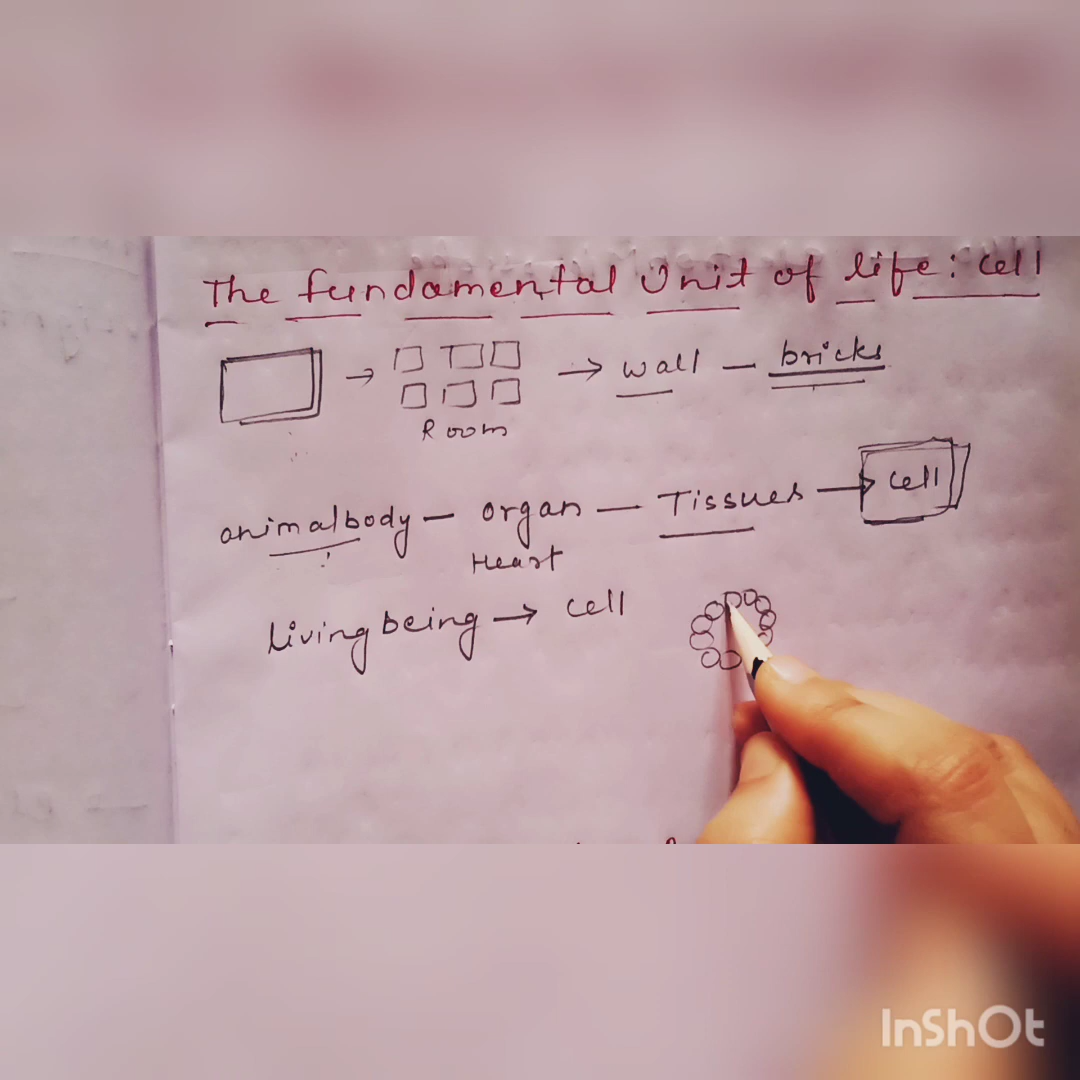 The fundamental Unit of life: cell
→ → wall — bricks
Room
animalbody — organ — Tissues → cell
Heart
living being → cell
InShOt